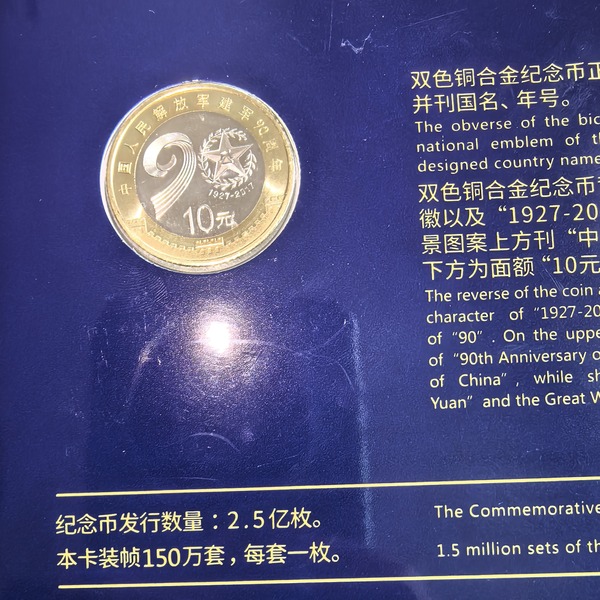 中国人民解放军建军90周年
1927-2017
10元
双色铜合金纪念币正
并刊国名、年号。
The obverse of the bic
national emblem of th
designed country name
双色铜合金纪念币
徽以及“1927-20
景图案上方刊“中
下方为面额“10元
The reverse of the coin
character of “1927-20
of “90”. On the uppe
of “90th Anniversary o
of China”, while sh
Yuan” and the Great W
纪念币发行数量：2.5亿枚。
本卡装帧150万套，每套一枚。
The Commemorative
1.5 million sets of th